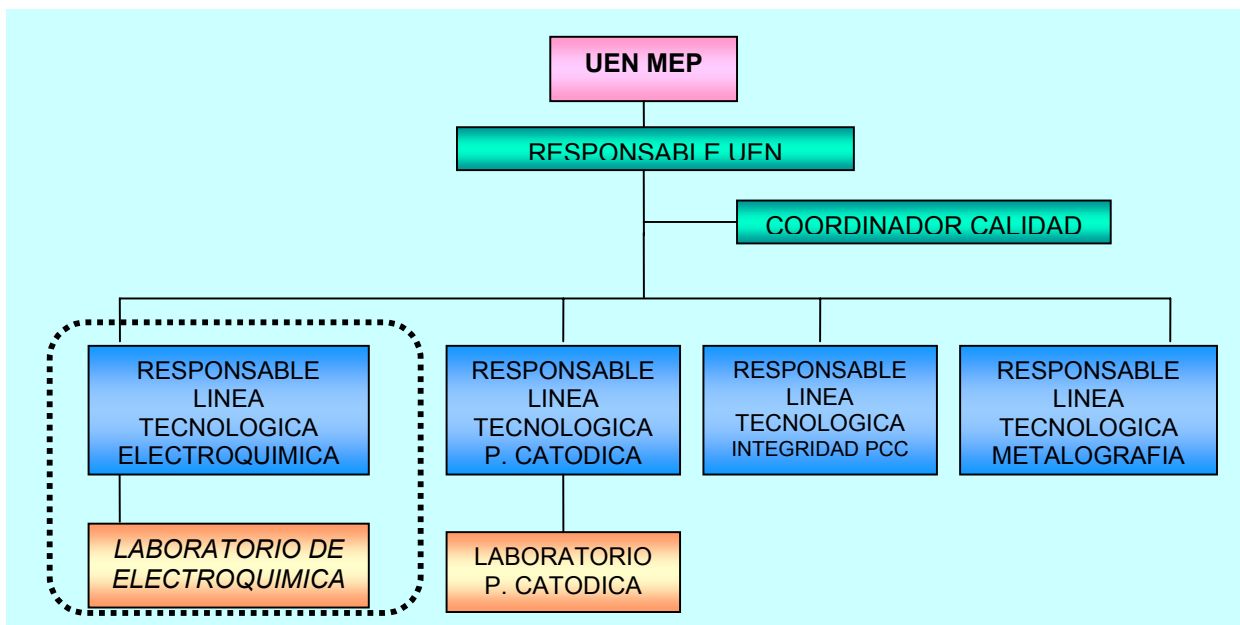 UEN MEP
RESPONSABLE UEN
COORDINADOR CALIDAD
RESPONSABLE
LINEA
TECNOLOGICA
ELECTROQUIMICA
RESPONSABLE
LINEA
TECNOLOGICA
P. CATODICA
RESPONSABLE
LINEA
TECNOLOGICA
INTEGRIDAD PCC
RESPONSABLE
LINEA
TECNOLOGICA
METALOGRAFIA
LABORATORIO DE
ELECTROQUIMICA
LABORATORIO
P. CATODICA